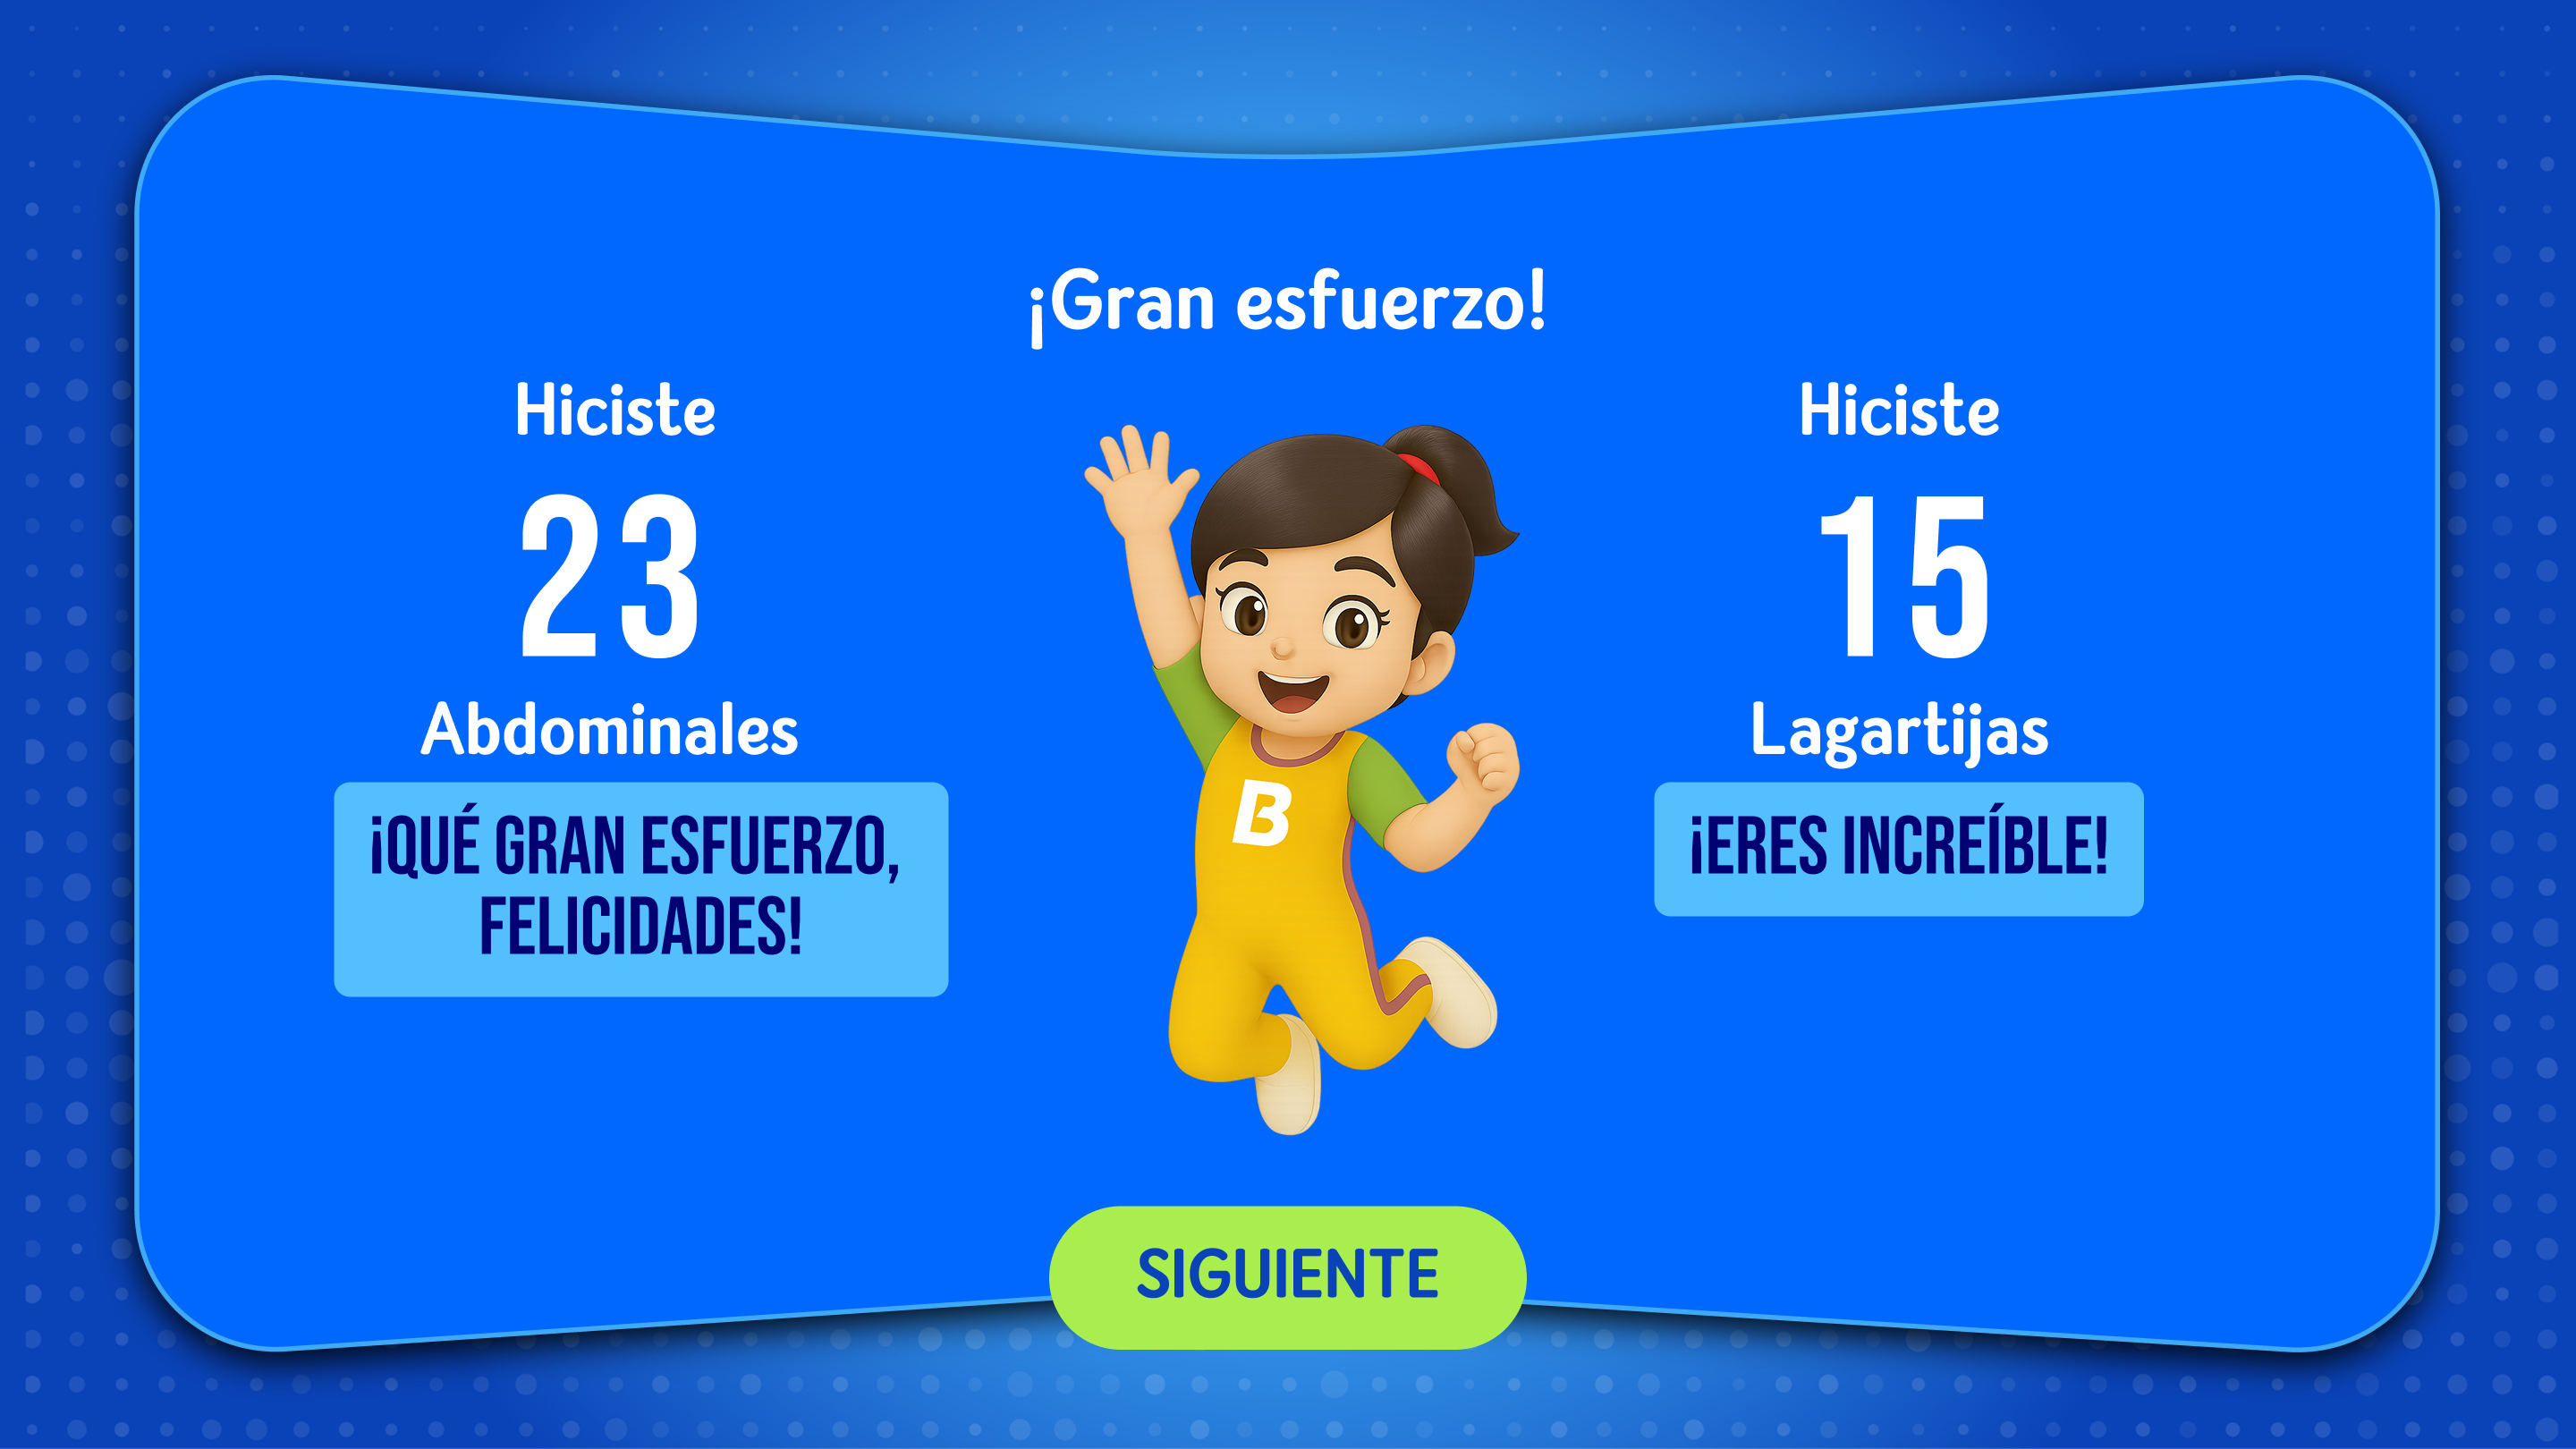 ¡Gran esfuerzo!
Hiciste
23
Abdominales
¡QUÉ GRAN ESFUERZO,
FELICIDADES!
B
Hiciste
15
Lagartijas
¡ERES INCREÍBLE!
SIGUIENTE